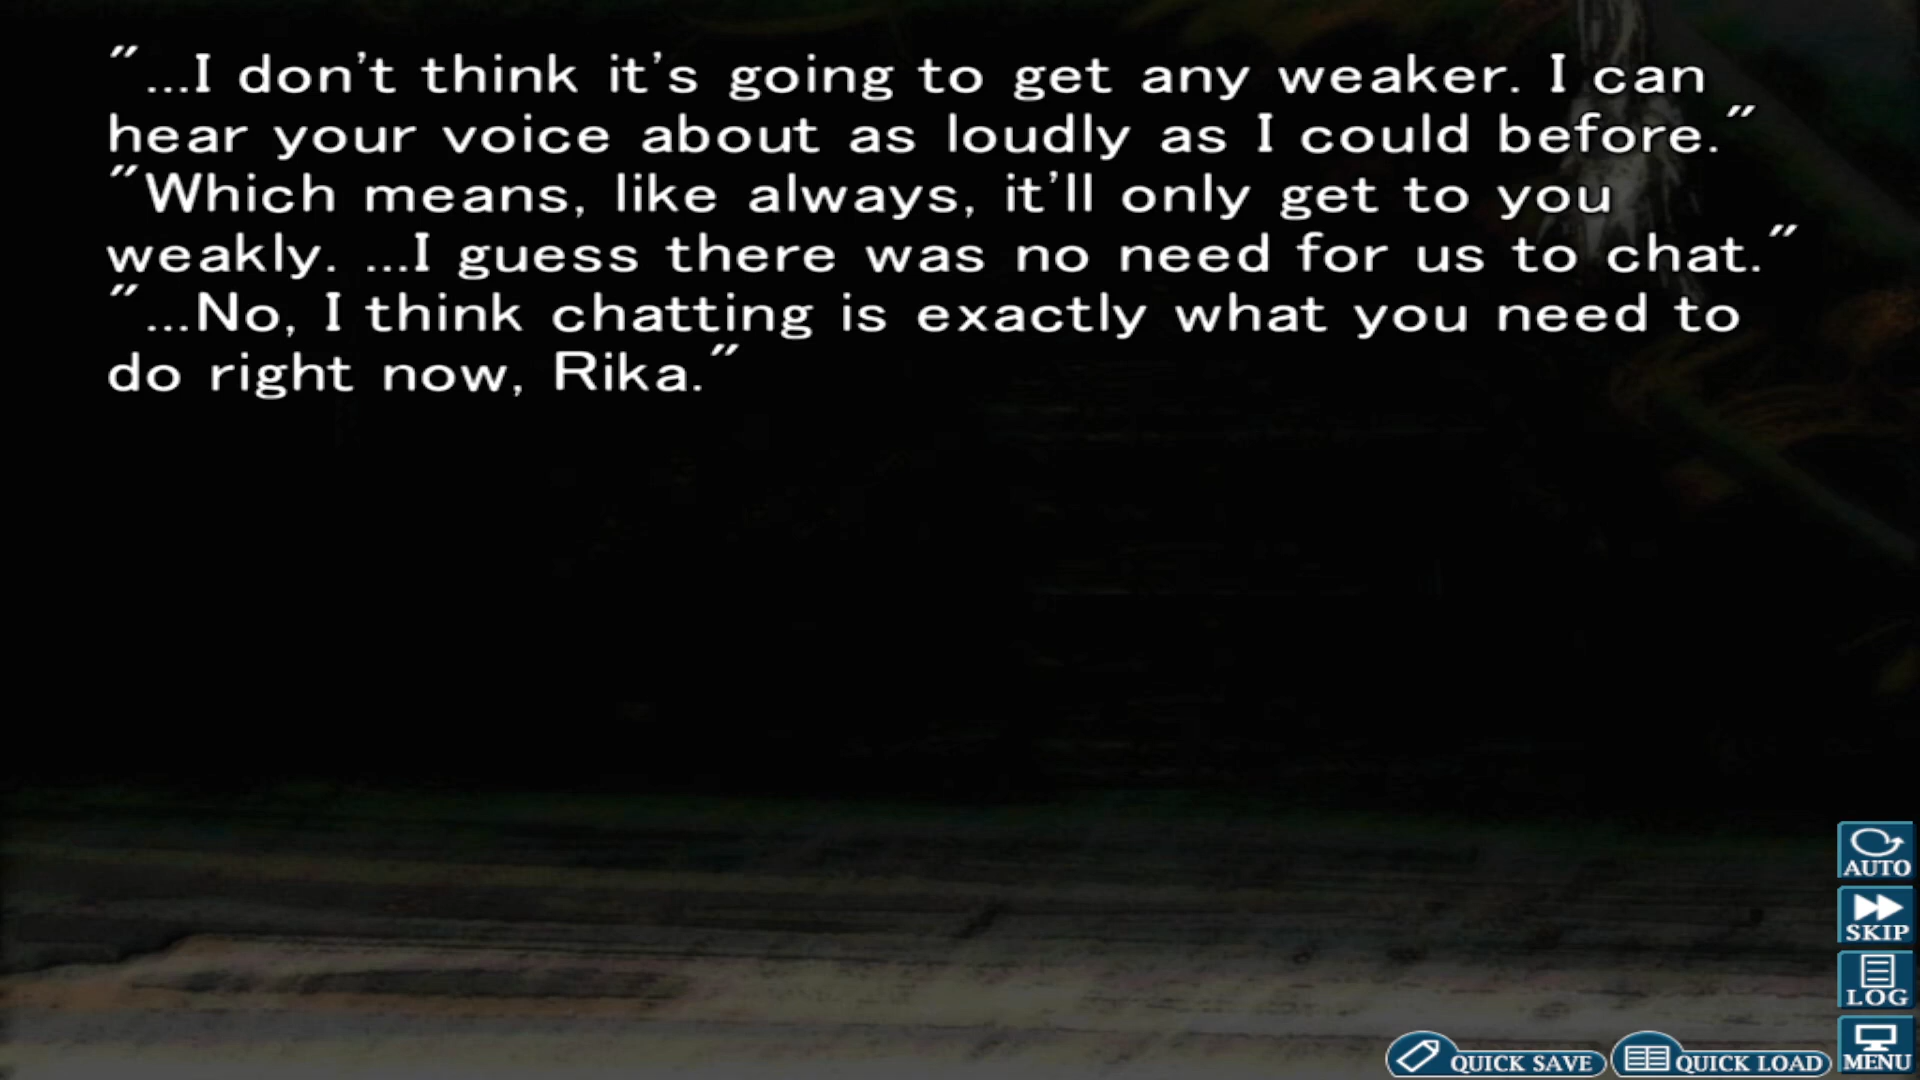 "...I don't think it's going to get any weaker. I can
hear your voice about as loudly as I could before."
"Which means, like always, it'll only get to you
weakly. ...I guess there was no need for us to chat."
"...No, I think chatting is exactly what you need to
do right now, Rika."
AUTO
SKIP
LOG
MENU
QUICK SAVE
QUICK LOAD